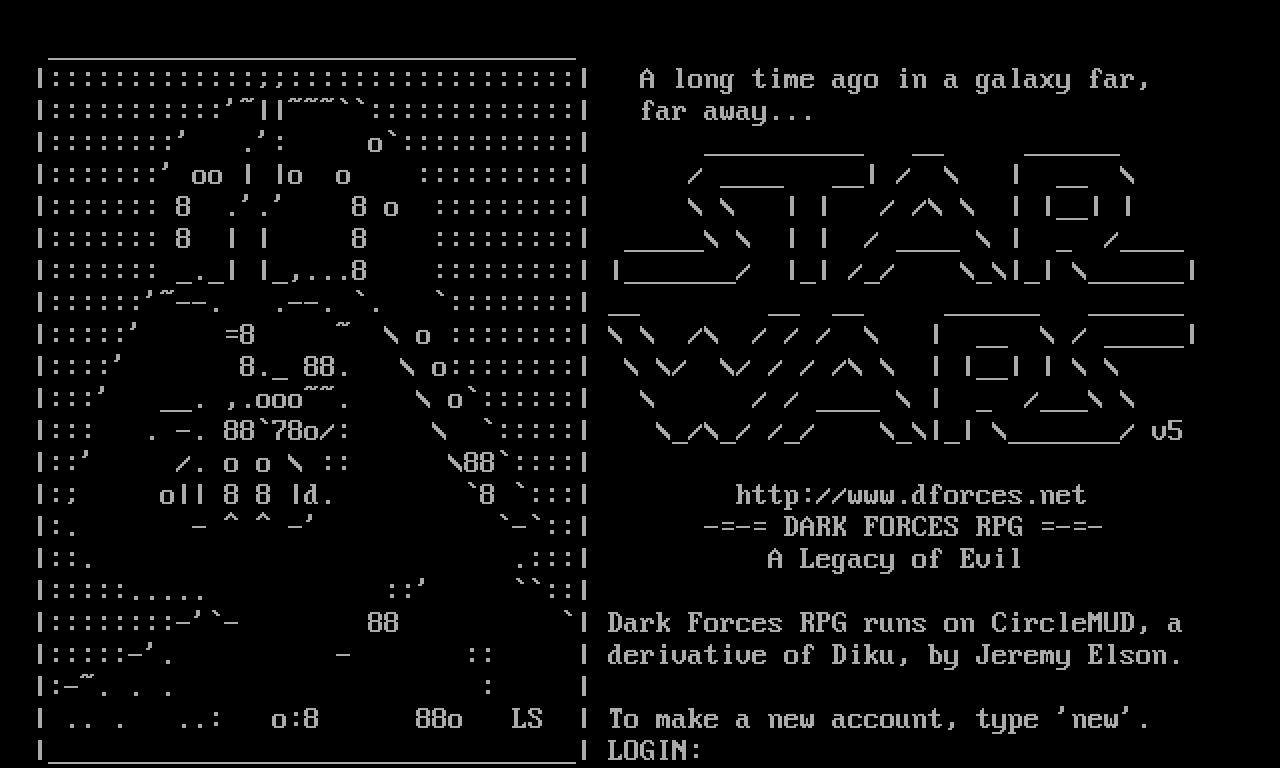 A long time ago in a galaxy far,
far away...
STAR
WARS v5
http://www.dforces.net
-=-= DARK FORCES RPG =-=-
A Legacy of Evil
Dark Forces RPG runs on CircleMUD, a
derivative of Diku, by Jeremy Elson.
LS
To make a new account, type 'new'.
LOGIN: